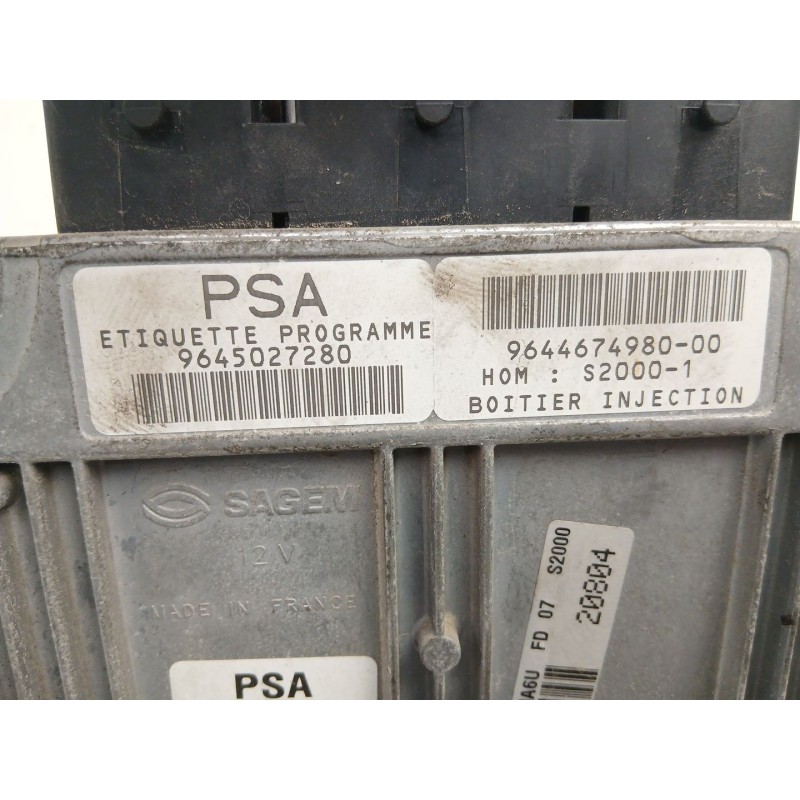 PSA
ETIQUETTE PROGRAMME
9645027280
9644674980-00
HOM : S2000-1
BOITIER INJECTION
SAGEM
12 V
MADE IN FRANCE
PSA
A6U FD 07 S2000
20804